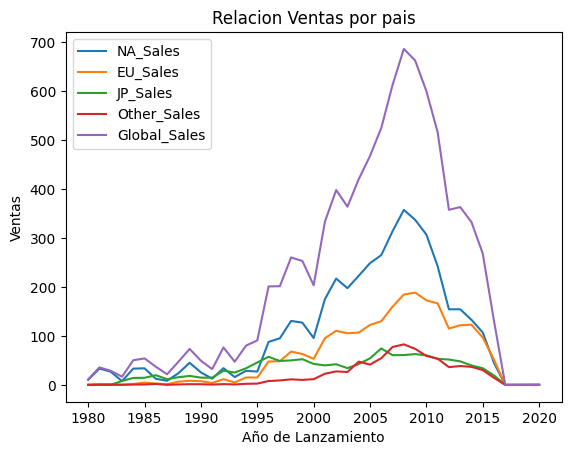 Relacion Ventas por pais
NA_Sales
EU_Sales
JP_Sales
Other_Sales
Global_Sales
700
600
500
400
300
200
100
0
Ventas
1980
1985
1990
1995
2000
2005
2010
2015
2020
Año de Lanzamiento